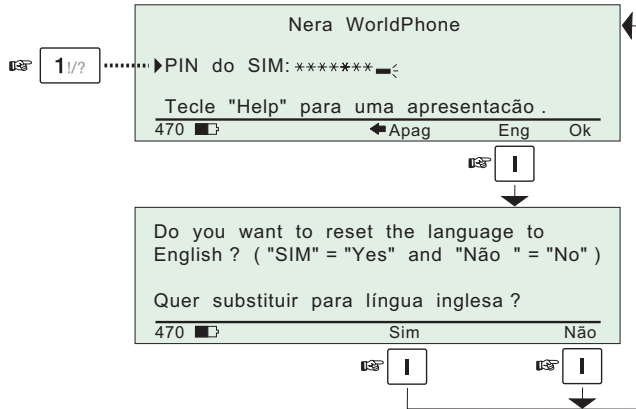 Nera WorldPhone
1!/?
PIN do SIM: ********
Tecle "Help" para uma apresentacão .
470 Apag Eng Ok
I
Do you want to reset the language to
English ? ( "SIM" = "Yes" and "Não " = "No" )
Quer substituir para língua inglesa ?
470 Sim Não
I I